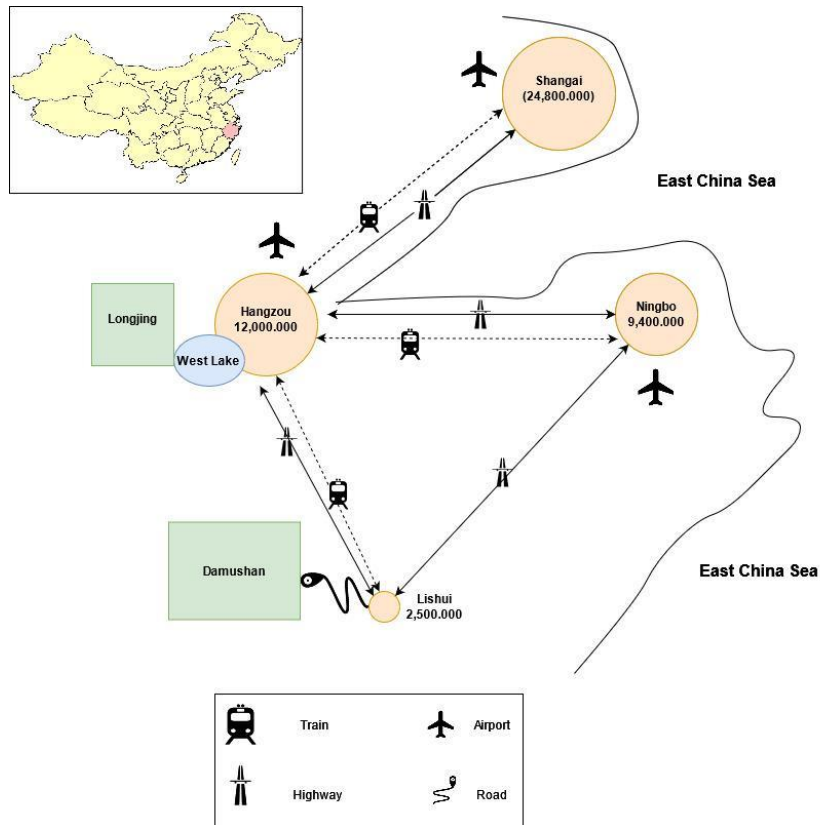 Shangai
(24,800.000)
East China Sea
Hangzou
12,000.000
Longjing
West Lake
Ningbo
9,400.000
Damushan
Lishui
2,500.000
East China Sea
Train
Airport
Highway
Road